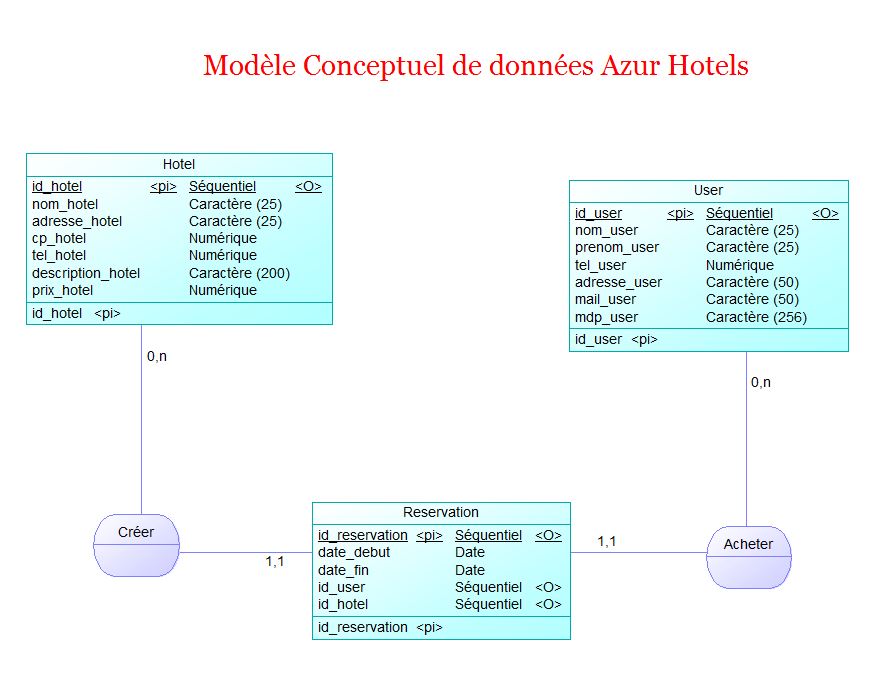 Modèle Conceptuel de données Azur Hotels
Hotel
id_hotel <pi> Séquentiel <O>
nom_hotel Caractère (25)
adresse_hotel Caractère (25)
cp_hotel Numérique
tel_hotel Numérique
description_hotel Caractère (200)
prix_hotel Numérique
id_hotel <pi>
0,n
User
id_user <pi> Séquentiel <O>
nom_user Caractère (25)
prenom_user Caractère (25)
tel_user Numérique
adresse_user Caractère (50)
mail_user Caractère (50)
mdp_user Caractère (256)
id_user <pi>
0,n
Créer
1,1
Reservation
id_reservation <pi> Séquentiel <O>
date_debut Date
date_fin Date
id_user Séquentiel <O>
id_hotel Séquentiel <O>
id_reservation <pi>
1,1
Acheter